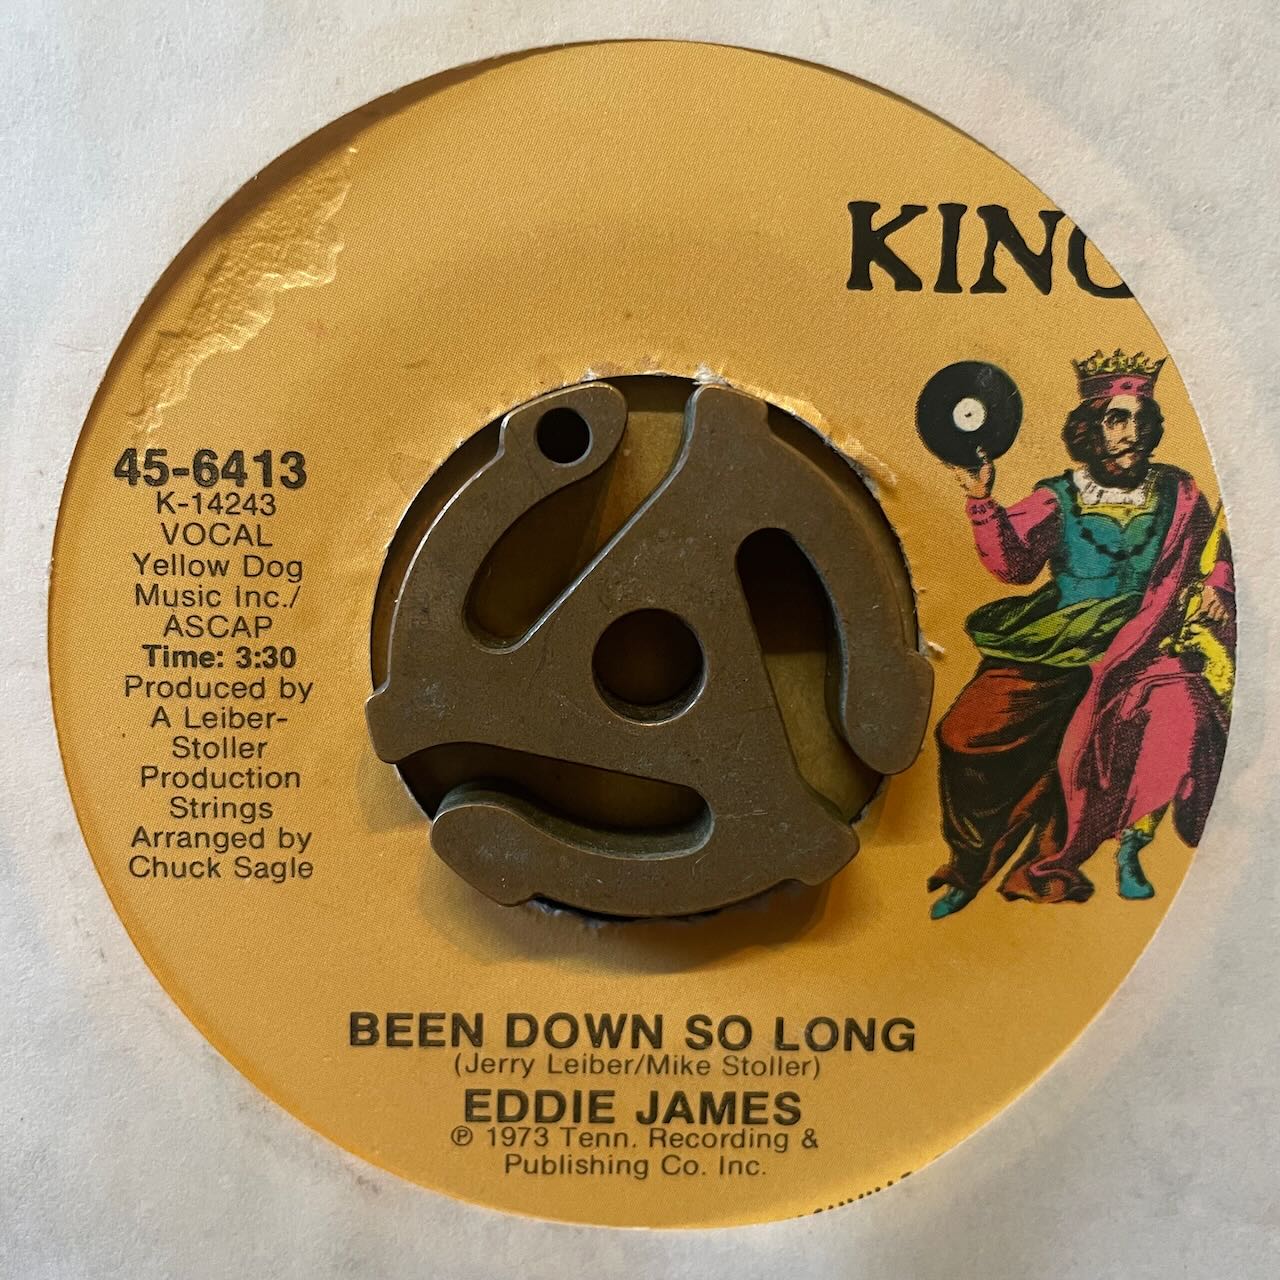 KING
45-6413
K-14243
VOCAL
Yellow Dog
Music Inc./
ASCAP
Time: 3:30
Produced by
A Leiber-
Stoller
Production
Strings
Arranged by
Chuck Sagle
BEEN DOWN SO LONG
(Jerry Leiber/Mike Stoller)
EDDIE JAMES
℗ 1973 Tenn. Recording &
Publishing Co. Inc.